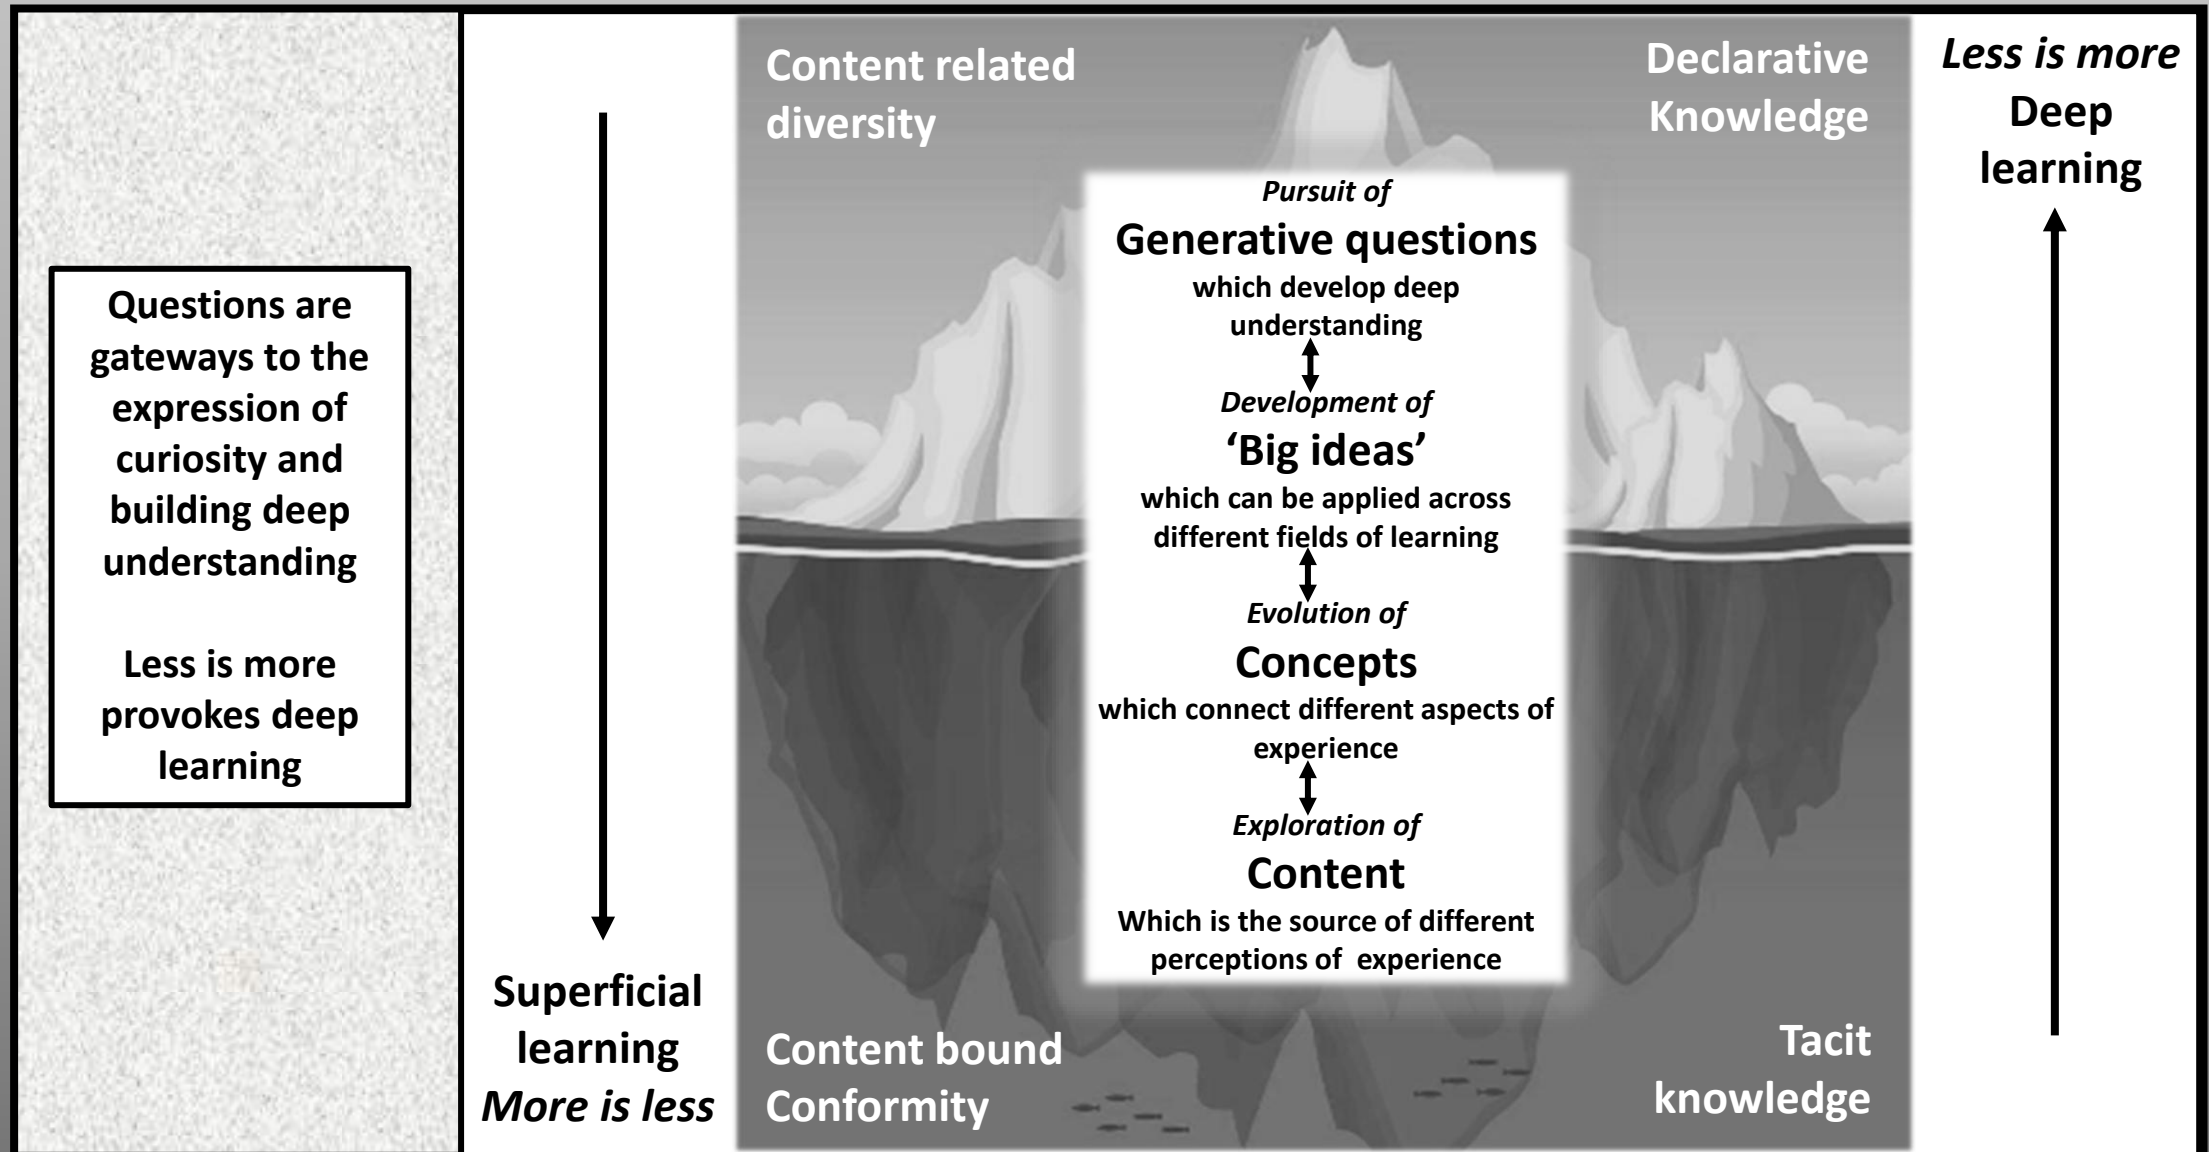 Questions are
gateways to the
expression of
curiosity and
building deep
understanding
Less is more
provokes deep
learning
Superficial
learning
More is less
Content related
diversity
Declarative
Knowledge
Pursuit of
Generative questions
which develop deep
understanding
Development of
‘Big ideas’
which can be applied across
different fields of learning
Evolution of
Concepts
which connect different aspects of
experience
Exploration of
Content
Which is the source of different
perceptions of  experience
Content bound
Conformity
Tacit
knowledge
Less is more
Deep
learning